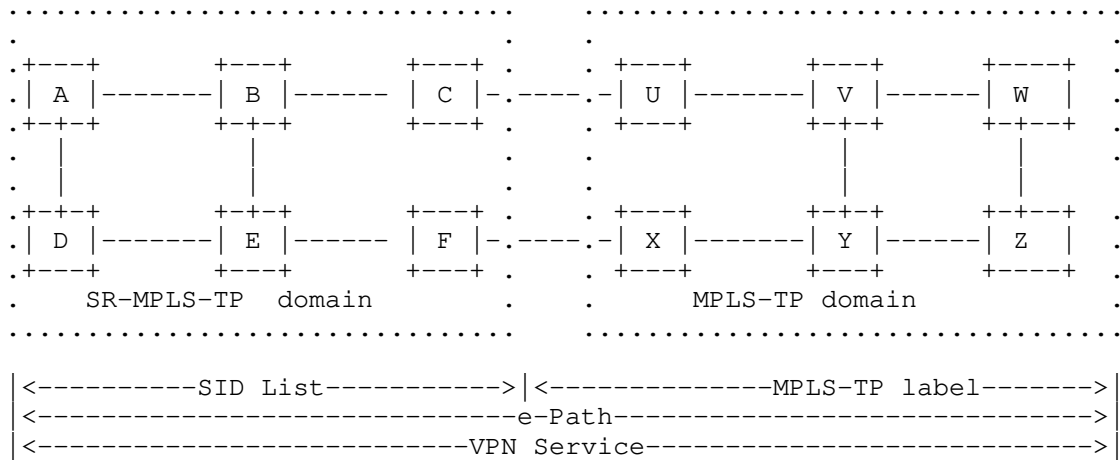 A B C U V W
D E F X Y Z
SR-MPLS-TP domain MPLS-TP domain
|<----------SID List----------->|<--------------MPLS-TP label------->|
|<------------------------------e-Path------------------------------>|
|<---------------------------VPN Service---------------------------->|